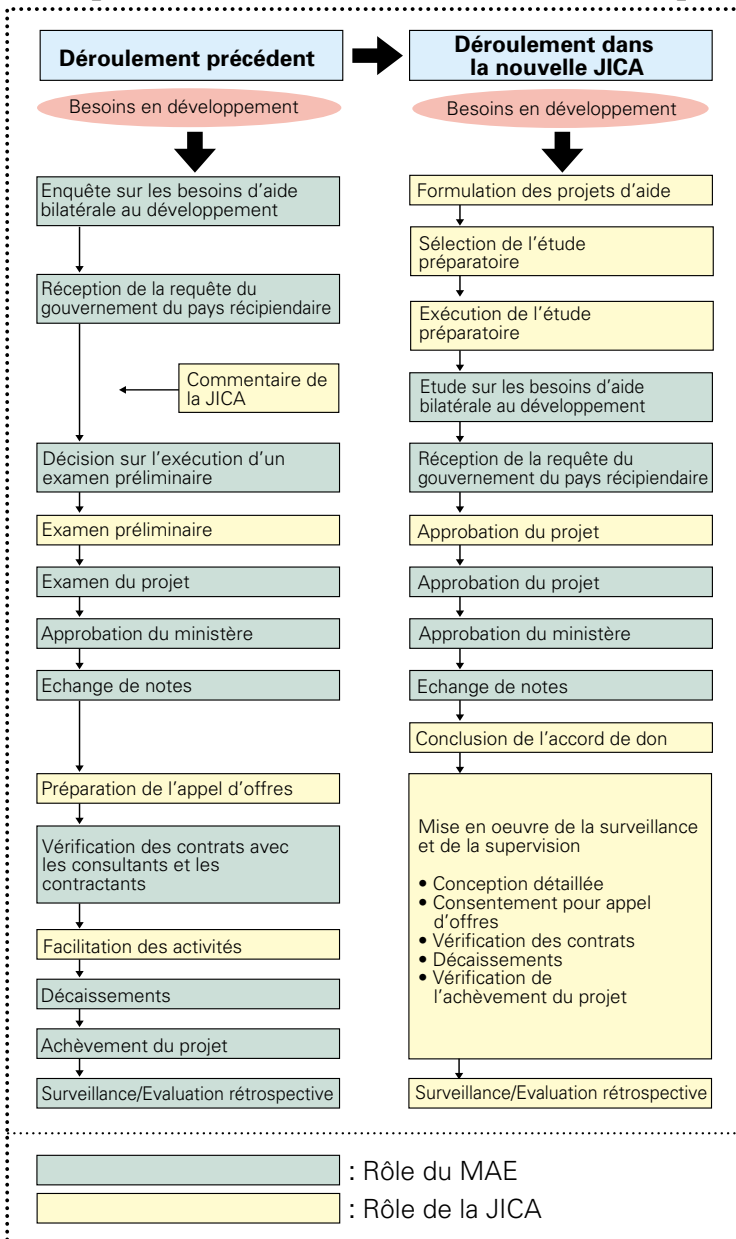 Déroulement précédent
Besoins en développement
Enquête sur les besoins d'aide
bilatérale au développement
Réception de la requête du
gouvernement du pays récipiendaire
Commentaire de
la JICA
Décision sur l'exécution d'un
examen préliminaire
Examen préliminaire
Examen du projet
Approbation du ministère
Echange de notes
Préparation de l'appel d'offres
Vérification des contrats avec
les consultants et les
contractants
Facilitation des activités
Décaissements
Achèvement du projet
Surveillance/Evaluation rétrospective
Déroulement dans
la nouvelle JICA
Besoins en développement
Formulation des projets d'aide
Sélection de l'étude
préparatoire
Exécution de l'étude
préparatoire
Etude sur les besoins d'aide
bilatérale au développement
Réception de la requête du
gouvernement du pays récipiendaire
Approbation du projet
Approbation du projet
Approbation du ministère
Echange de notes
Conclusion de l'accord de don
Mise en oeuvre de la surveillance
et de la supervision
• Conception détaillée
• Consentement pour appel
d'offres
• Vérification des contrats
• Décaissements
• Vérification de
l'achèvement du projet
Surveillance/Evaluation rétrospective
: Rôle du MAE
: Rôle de la JICA